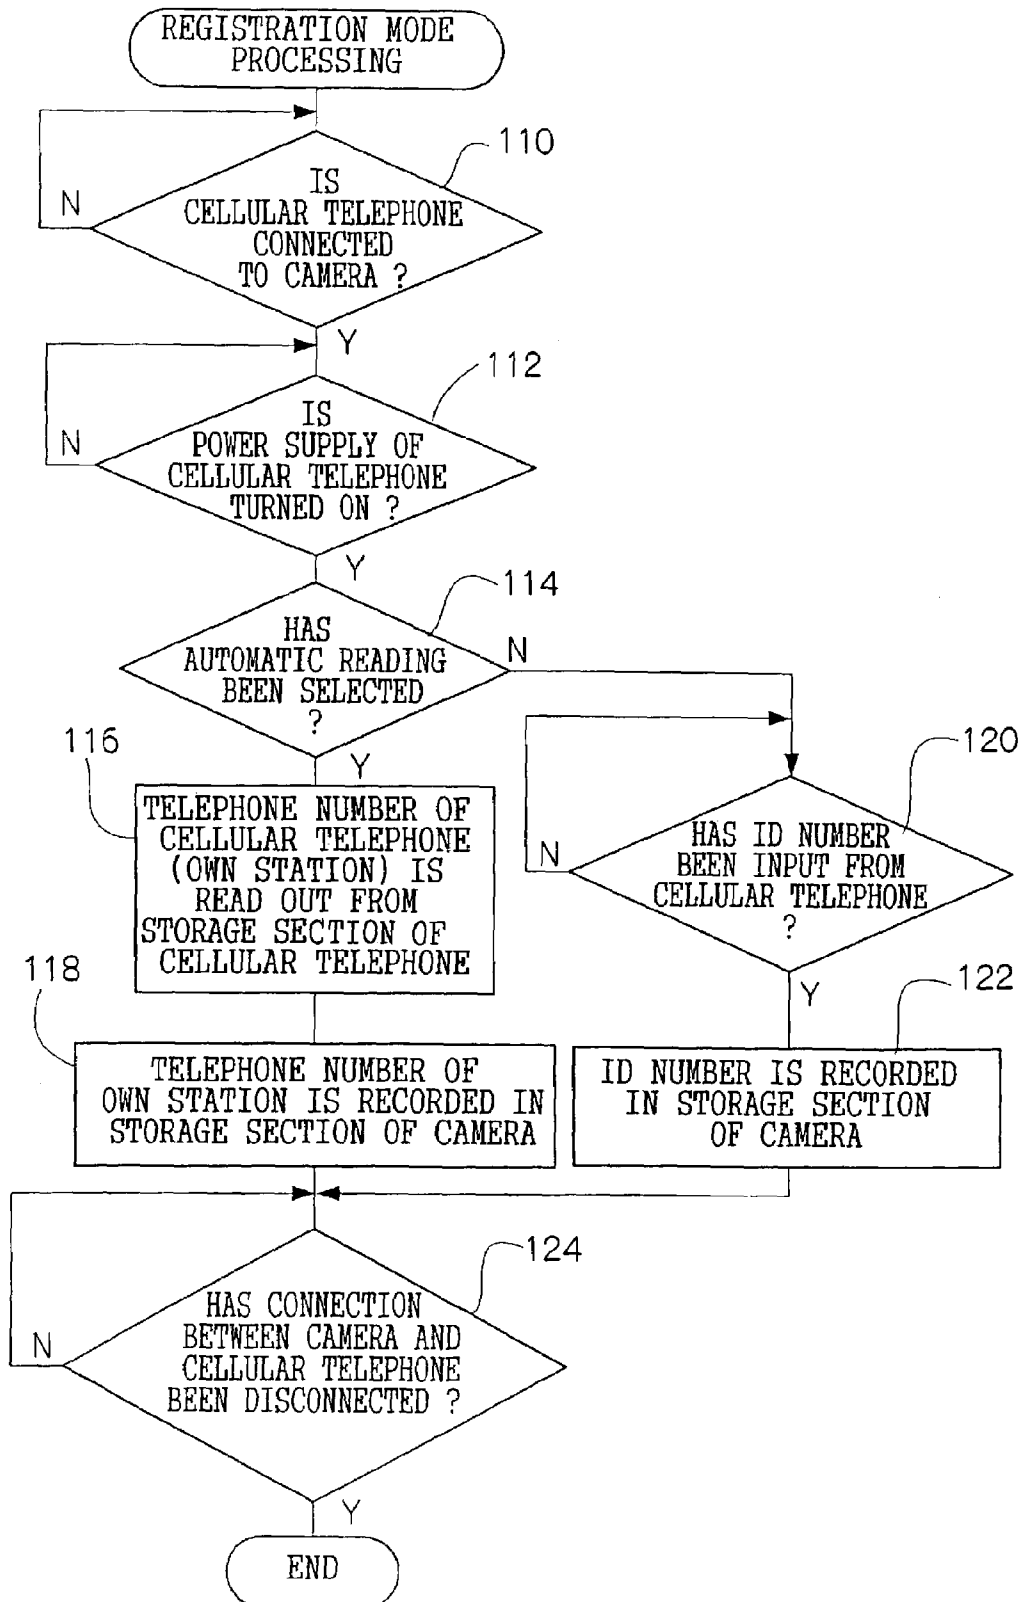 REGISTRATION MODE
PROCESSING
110
IS
CELLULAR TELEPHONE
CONNECTED
TO CAMERA ?
N
Y
112
IS
POWER SUPPLY OF
CELLULAR TELEPHONE
TURNED ON ?
N
Y
114
HAS
AUTOMATIC READING
BEEN SELECTED
?
N
Y
116
TELEPHONE NUMBER OF
CELLULAR TELEPHONE
(OWN STATION) IS
READ OUT FROM
STORAGE SECTION OF
CELLULAR TELEPHONE
120
HAS ID NUMBER
BEEN INPUT FROM
CELLULAR TELEPHONE
?
N
Y
118
TELEPHONE NUMBER OF
OWN STATION IS RECORDED IN
STORAGE SECTION OF CAMERA
122
ID NUMBER IS RECORDED
IN STORAGE SECTION
OF CAMERA
124
HAS CONNECTION
BETWEEN CAMERA AND
CELLULAR TELEPHONE
BEEN DISCONNECTED ?
N
Y
END